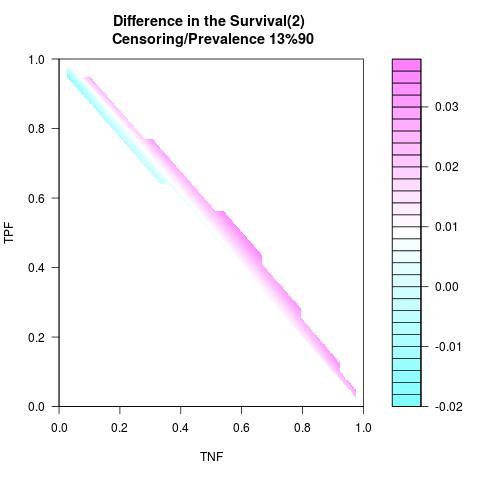 Difference in the Survival(2)
Censoring/Prevalence 13%90
1.0
0.8
0.6
0.4
0.2
0.0
TPF
0.0 0.2 0.4 0.6 0.8 1.0
TNF
0.03
0.02
0.01
0.00
-0.01
-0.02